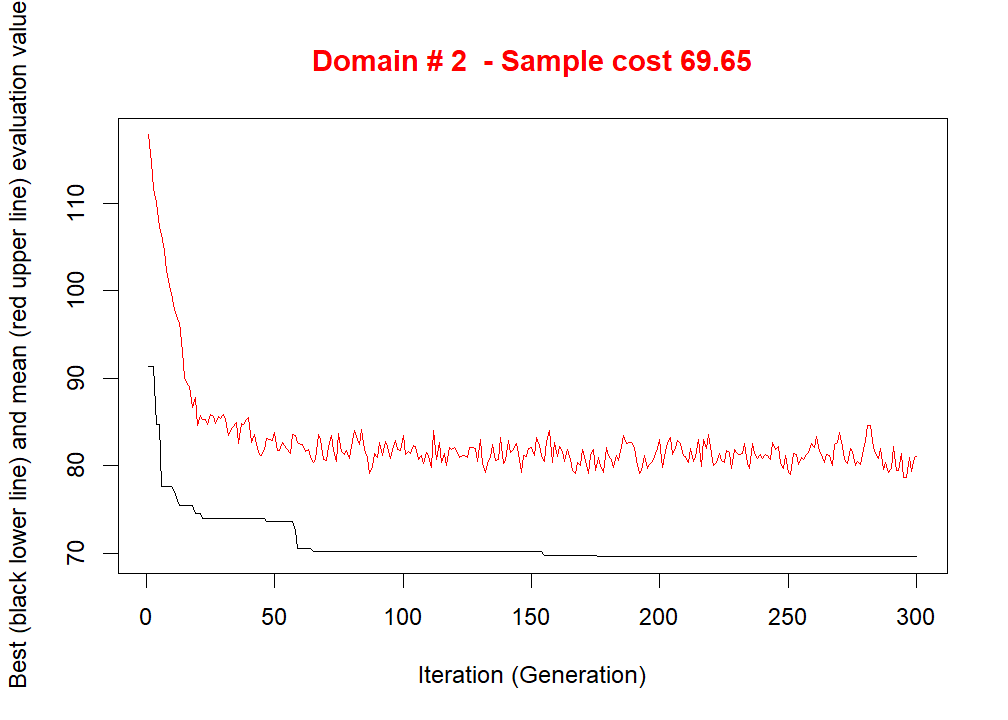 Domain # 2  - Sample cost 69.65
Best (black lower line) and mean (red upper line) evaluation value
110
100
90
80
70
0 50 100 150 200 250 300
Iteration (Generation)